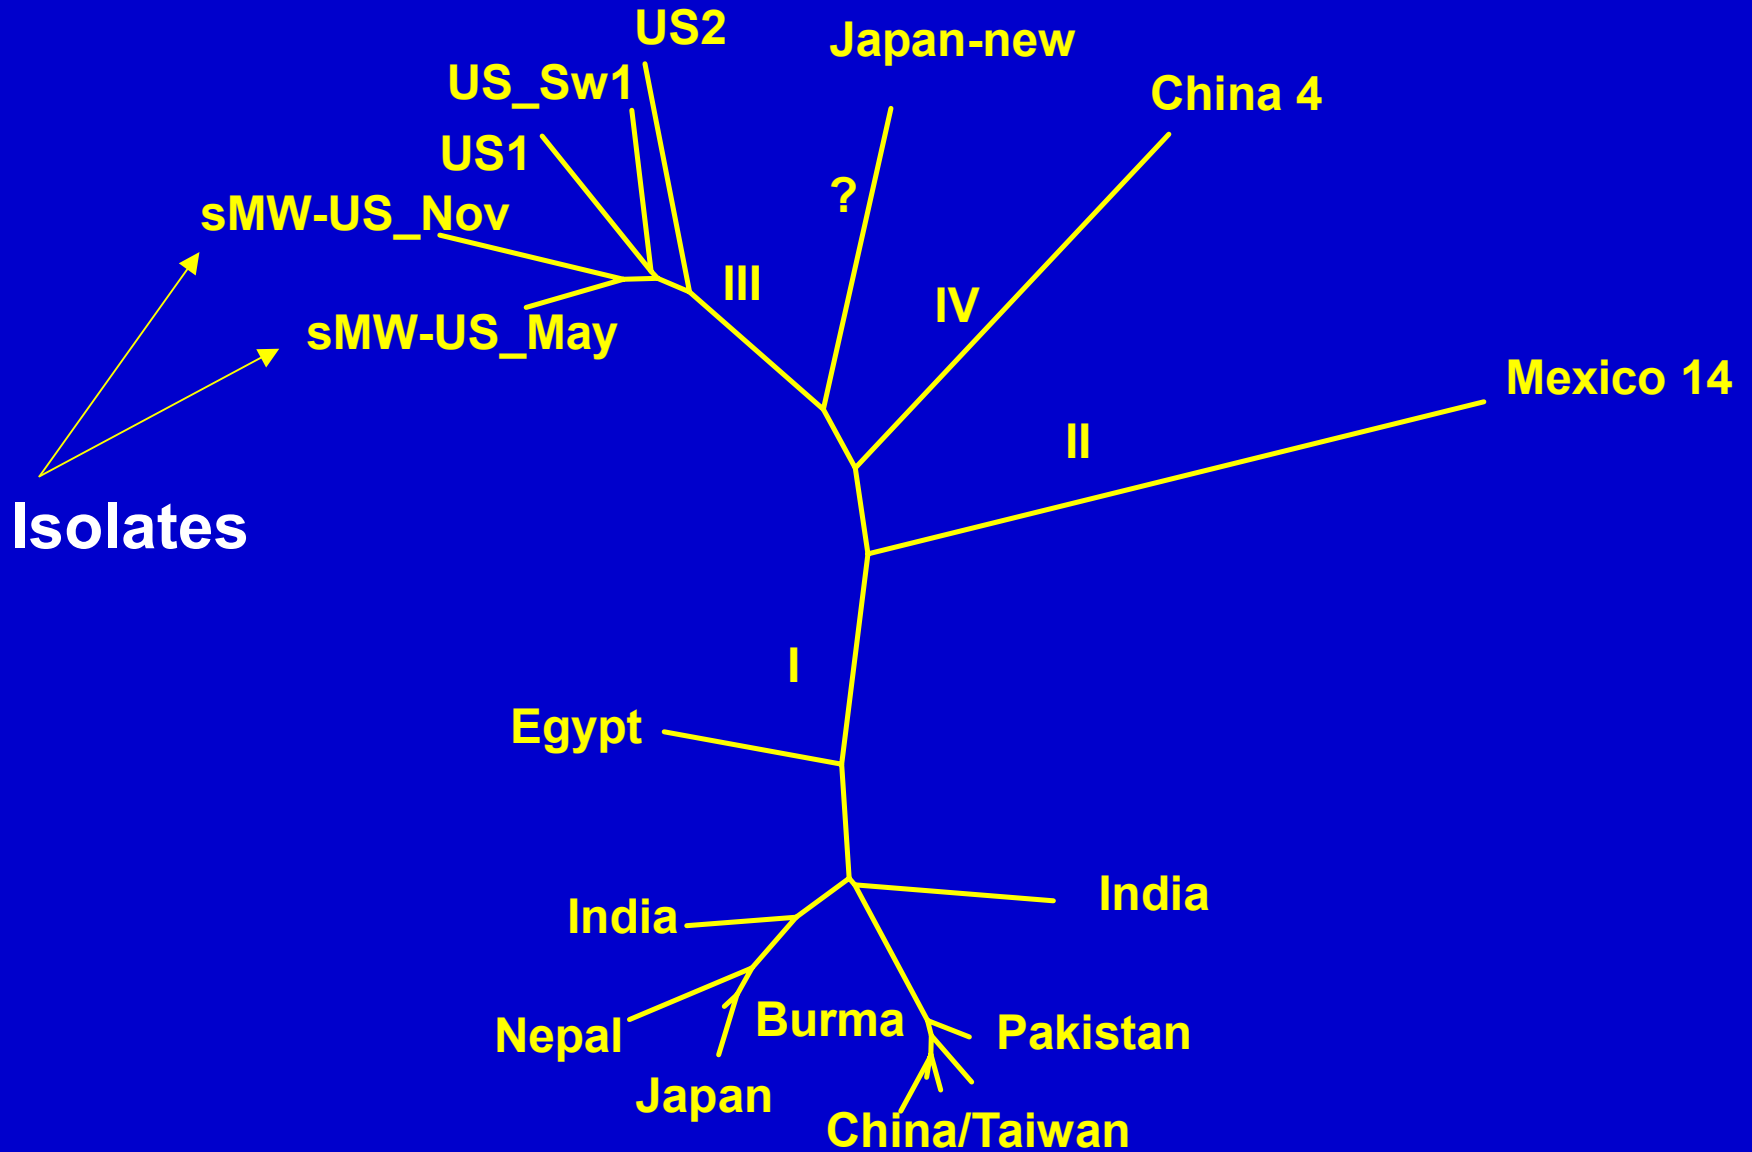 US2
Japan-new
US_Sw1
China 4
US1
?
sMW-US_Nov
III
IV
sMW-US_May
Mexico 14
II
Isolates
I
Egypt
India
India
Burma
Pakistan
Nepal
Japan
China/Taiwan